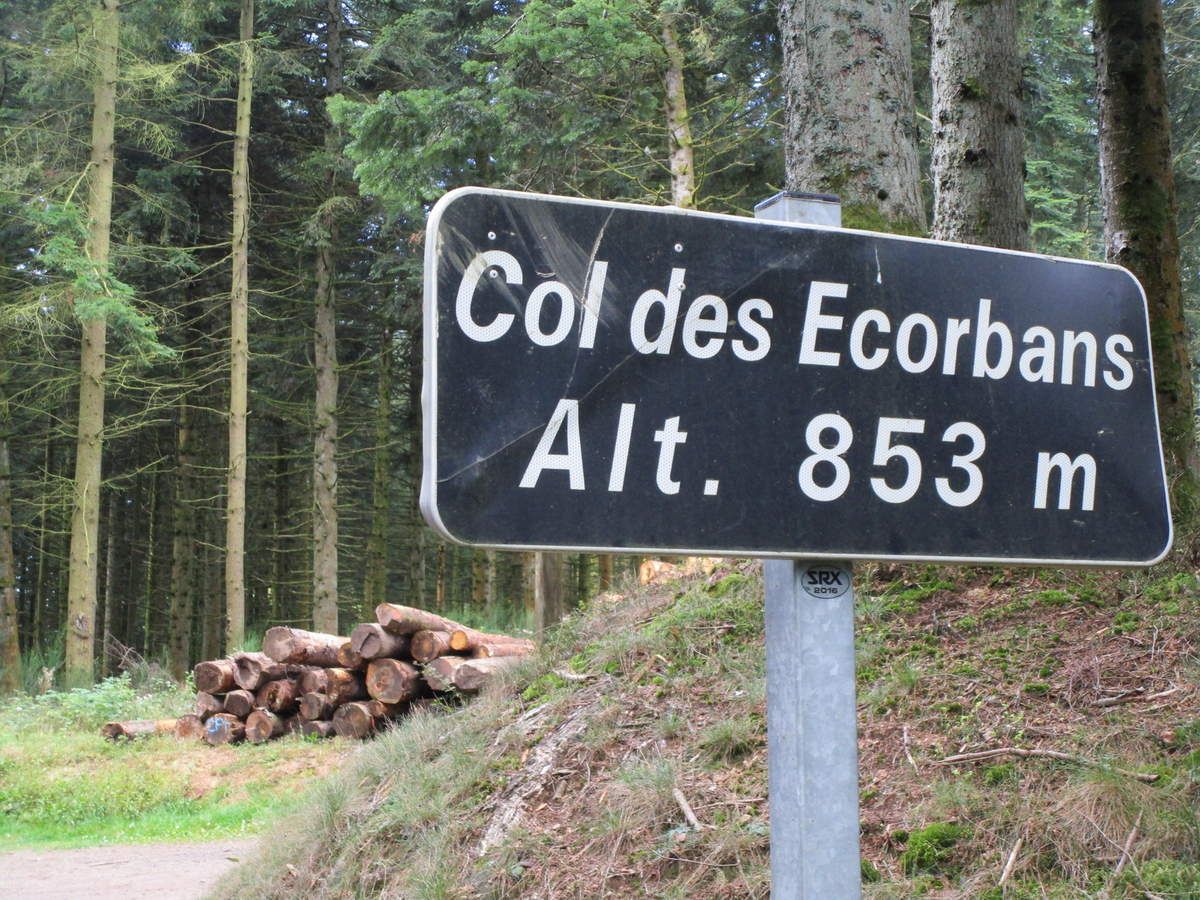 Col des Ecorbans
Alt. 853 m
SRX
2016